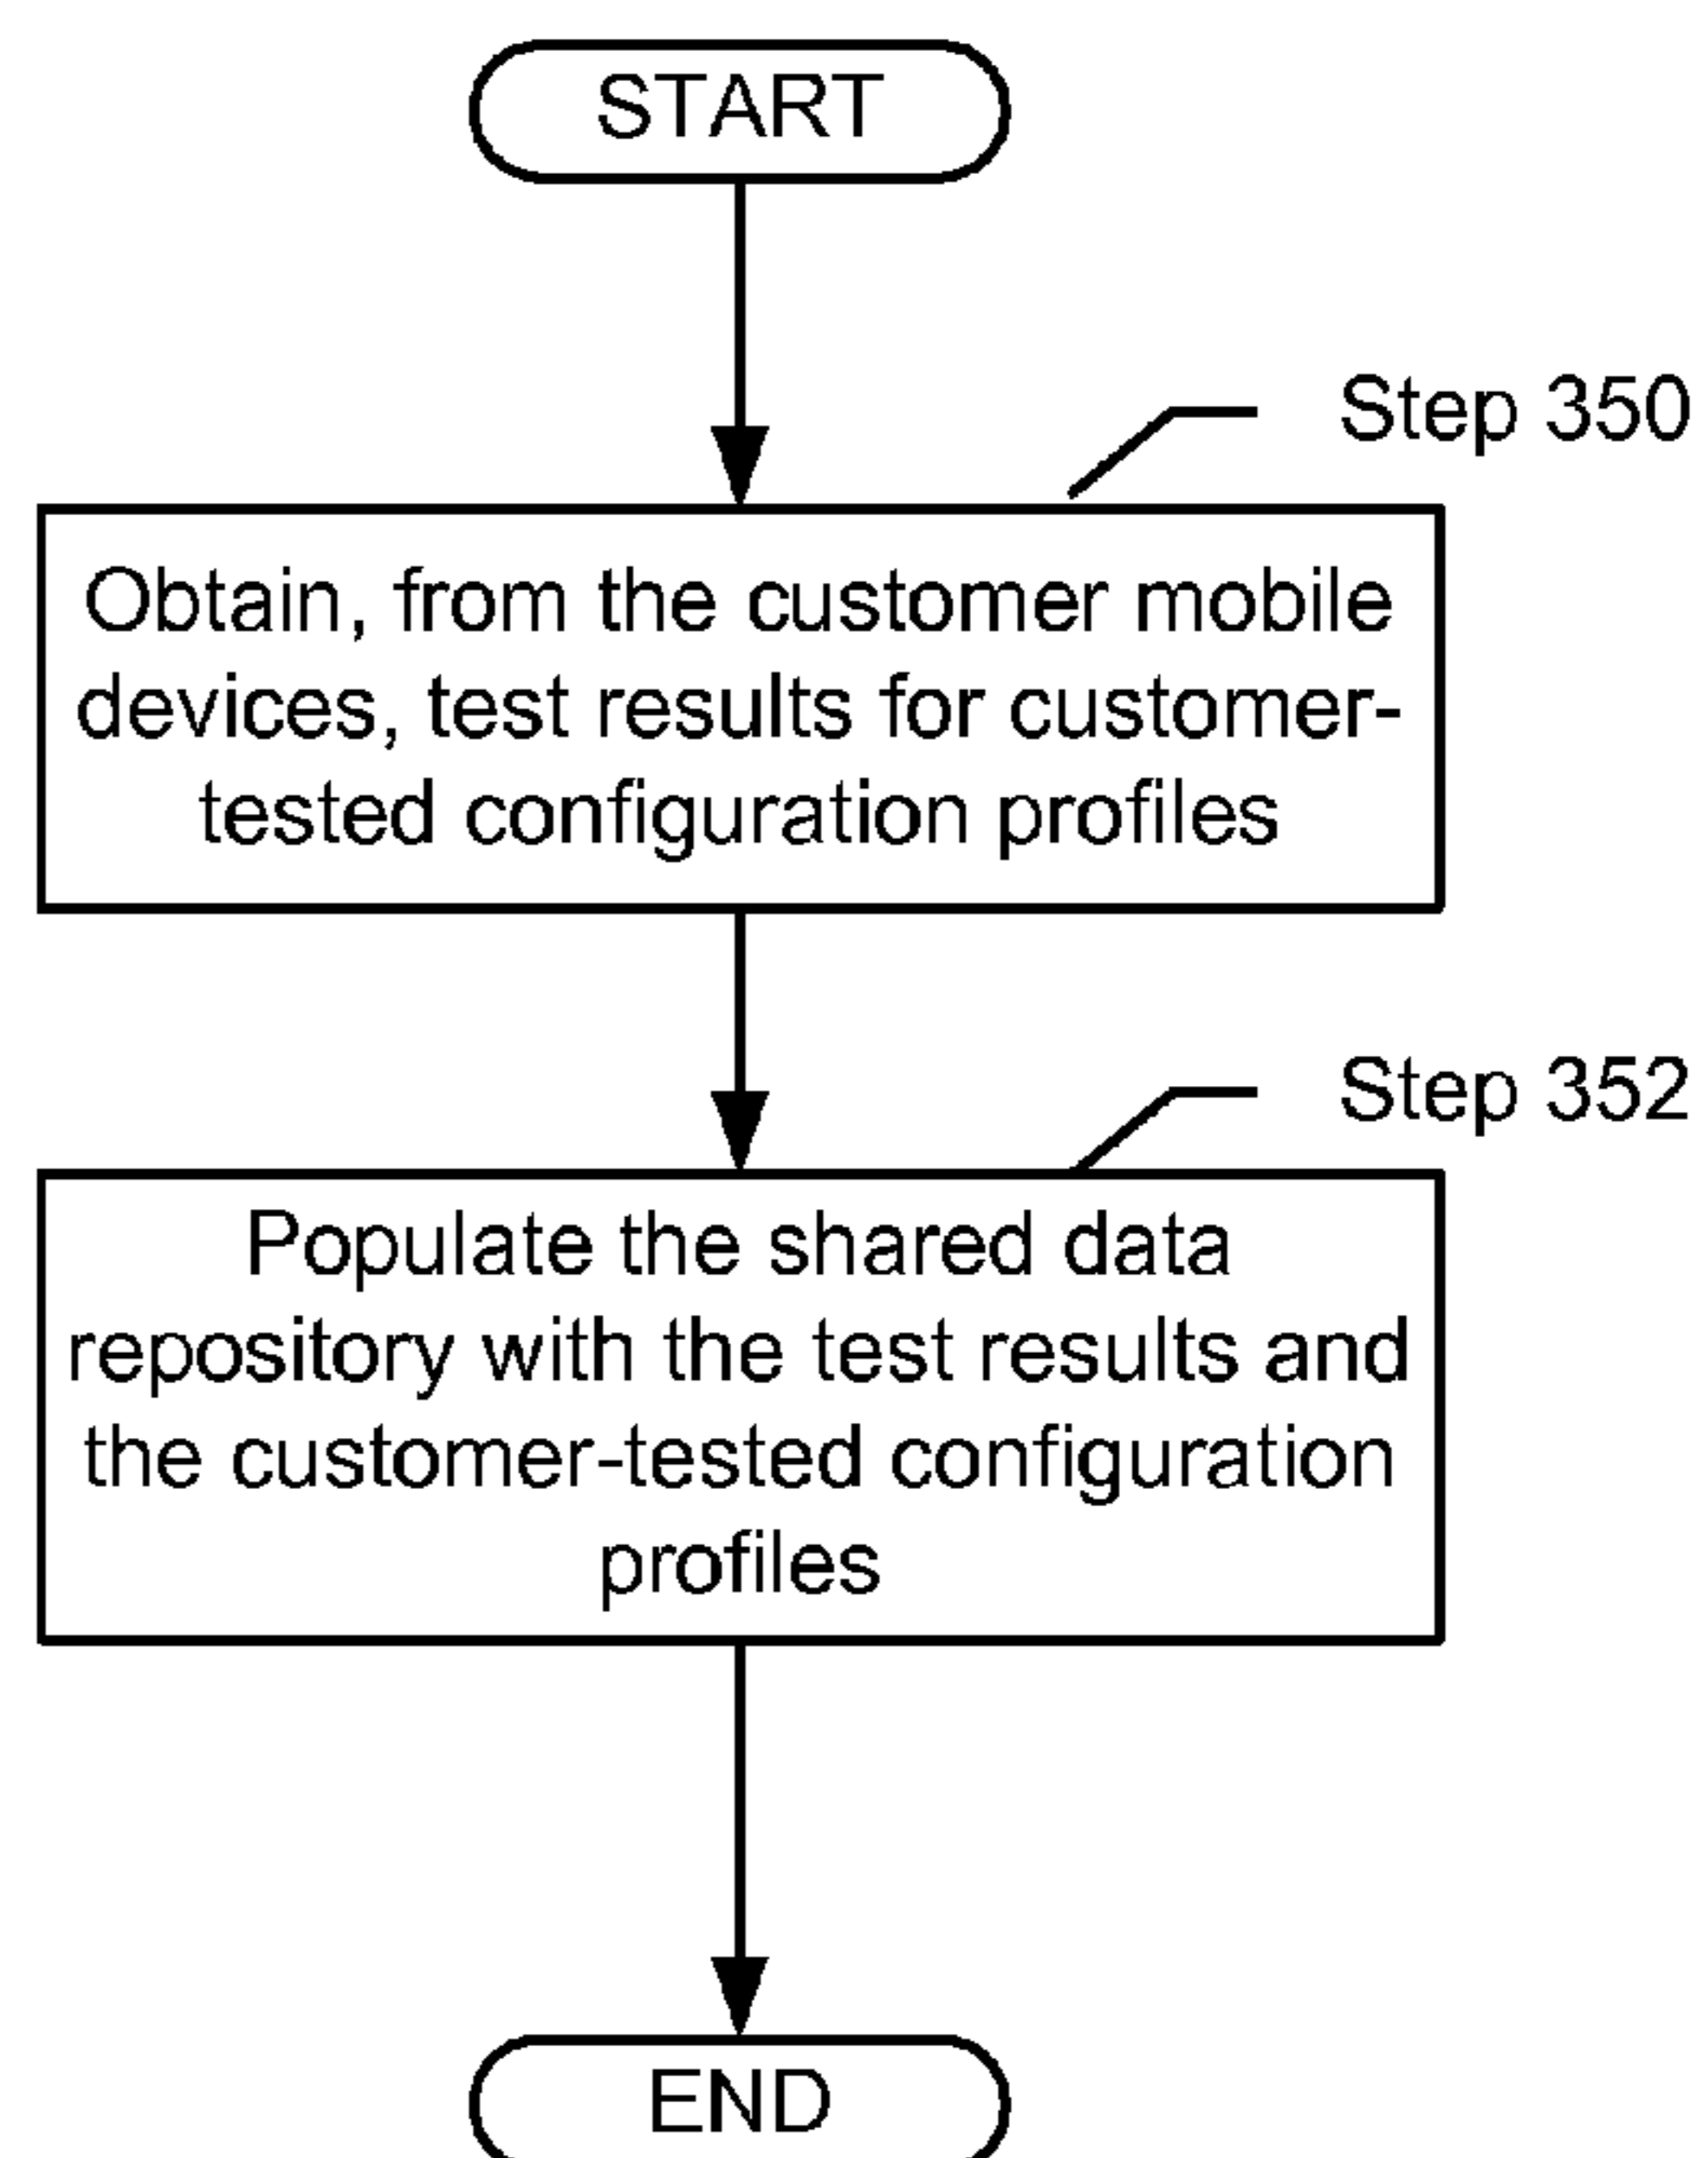 START
Step 350
Obtain, from the customer mobile
devices, test results for customer-
tested configuration profiles
Step 352
Populate the shared data
repository with the test results and
the customer-tested configuration
profiles
END